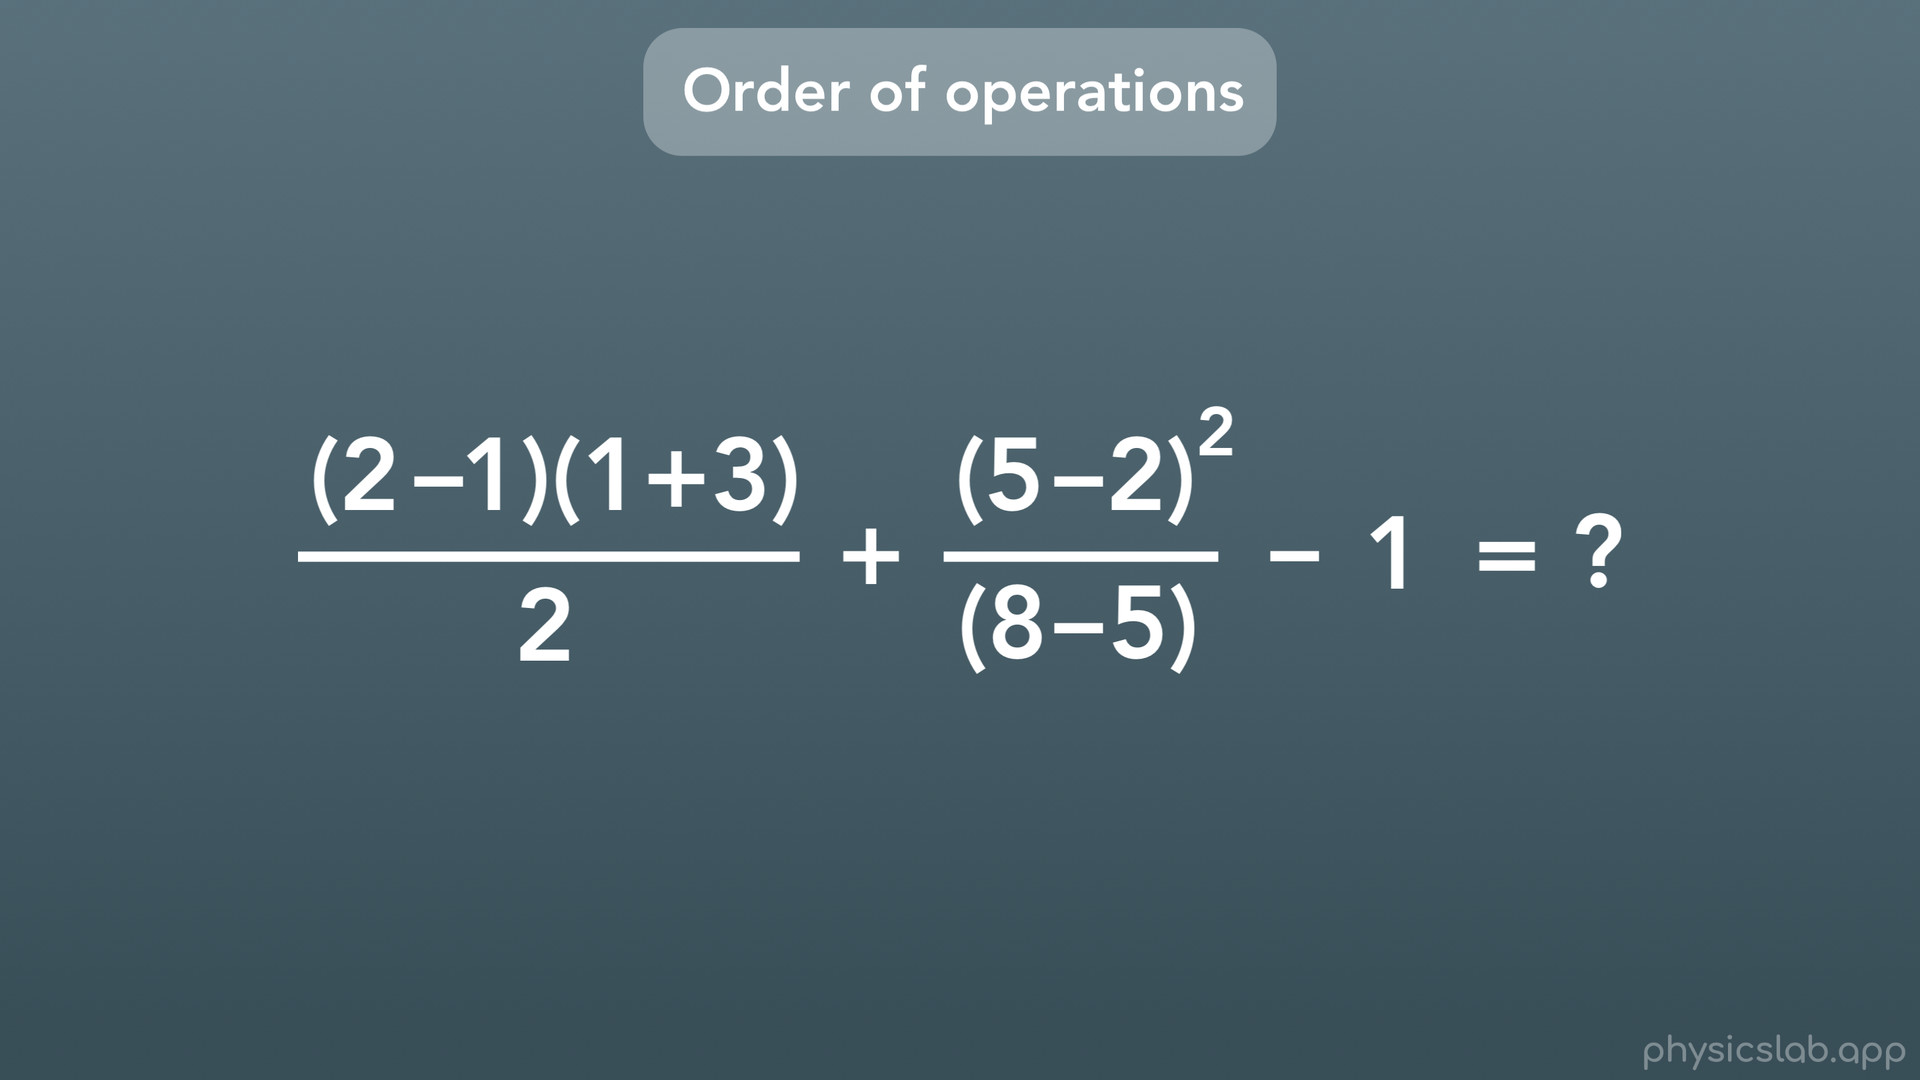 Order of operations
(2–1)(1+3)/2 + (5–2)²/(8–5) – 1 = ?
physicslab.app